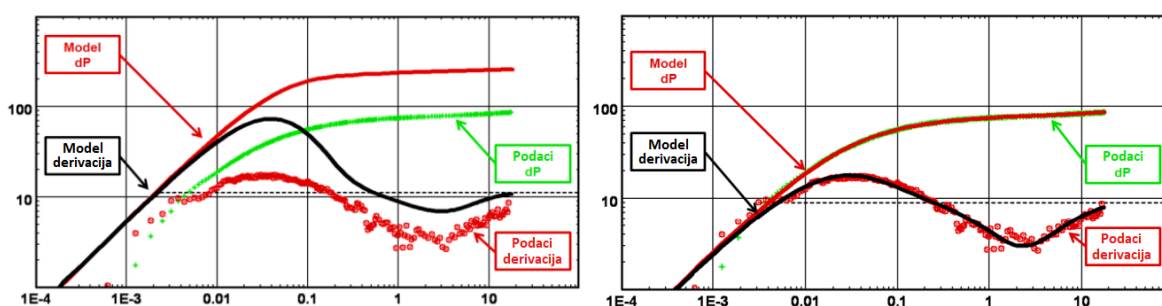 Model
dP
100
Model
derivacija
Podaci
dP
10
Podaci
derivacija
1E-4 1E-3 0.01 0.1 1 10
Model
dP
100
Model
derivacija
Podaci
dP
10
Podaci
derivacija
1E-4 1E-3 0.01 0.1 1 10